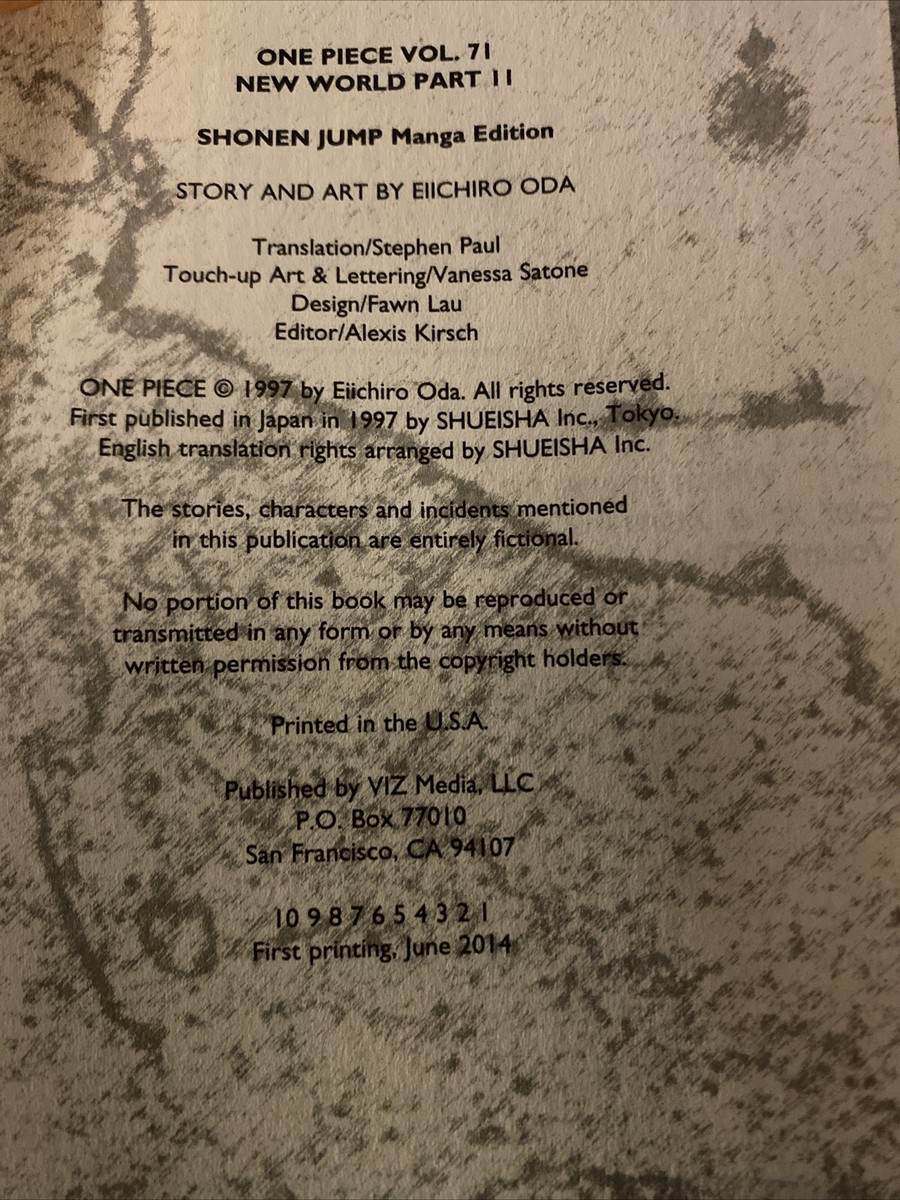 ONE PIECE VOL. 71
NEW WORLD PART 11
SHONEN JUMP Manga Edition
STORY AND ART BY EIICHIRO ODA
Translation/Stephen Paul
Touch-up Art & Lettering/Vanessa Satone
Design/Fawn Lau
Editor/Alexis Kirsch
ONE PIECE © 1997 by Eiichiro Oda. All rights reserved.
First published in Japan in 1997 by SHUEISHA Inc., Tokyo.
English translation rights arranged by SHUEISHA Inc.
The stories, characters and incidents mentioned
in this publication are entirely fictional.
No portion of this book may be reproduced or
transmitted in any form or by any means without
written permission from the copyright holders.
Printed in the U.S.A.
Published by VIZ Media, LLC
P.O. Box 77010
San Francisco, CA 94107
10 9 8 7 6 5 4 3 2 1
First printing, June 2014